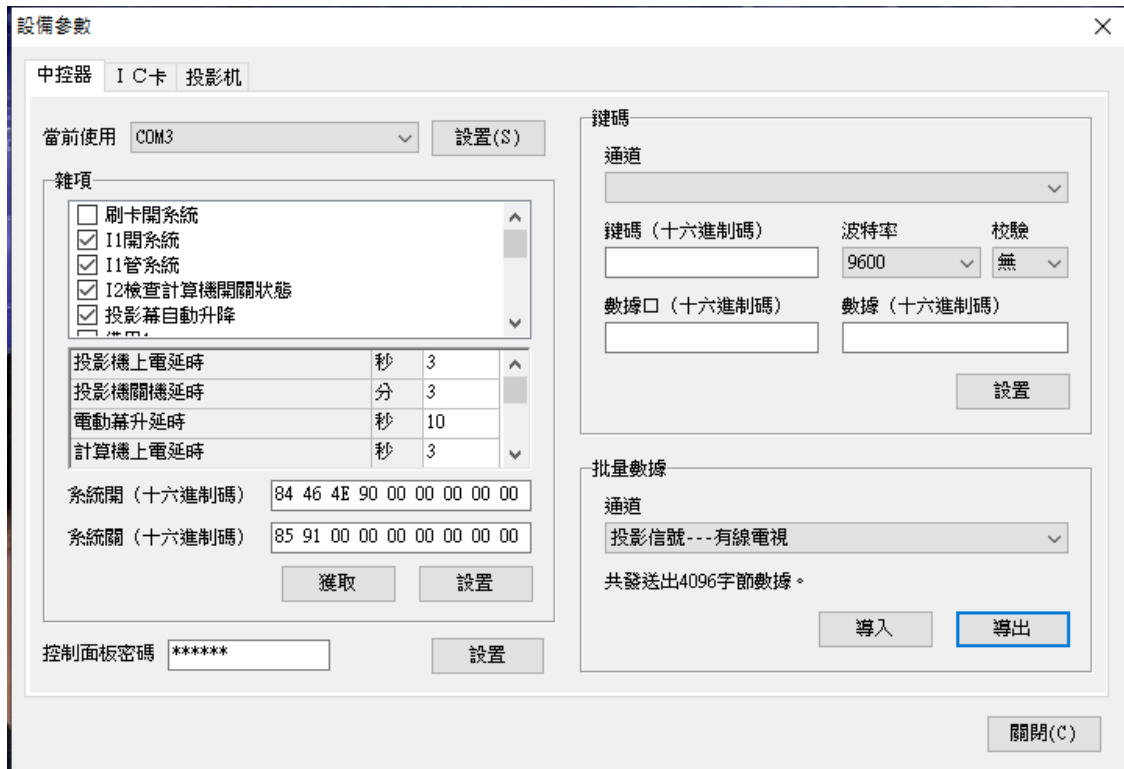 設備參數
中控器 ＩＣ卡 投影机
當前使用 COM3 設置(S)
雜項
刷卡開系統
I1開系統
I1管系統
I2檢查計算機開關狀態
投影幕自動升降
投影機上電延時 秒 3
投影機關機延時 分 3
電動幕升延時 秒 10
計算機上電延時 秒 3
系統開（十六進制碼） 84 46 4E 90 00 00 00 00 00
系統關（十六進制碼） 85 91 00 00 00 00 00 00 00
獲取 設置
控制面板密碼 ****** 設置
鍵碼
通道
鍵碼（十六進制碼） 波特率 校驗
9600 無
數據口（十六進制碼） 數據（十六進制碼）
設置
批量數據
通道
投影信號---有線電視
共發送出4096字節數據。
導入 導出
關閉(C)